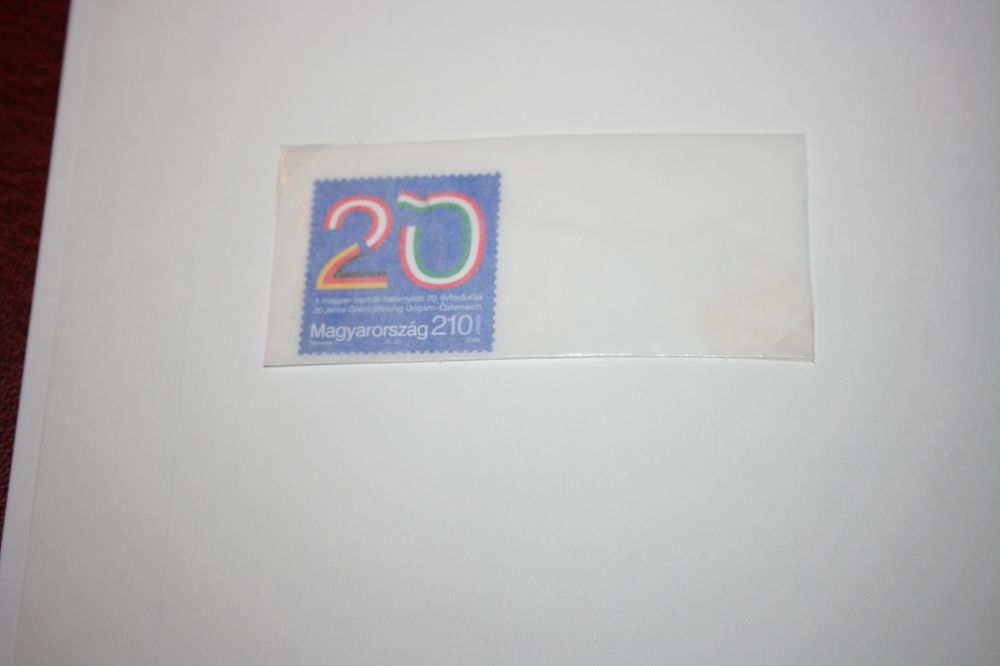 20
A magyar-osztrák határnyitás 20. évfordulója
20 Jahre Grenzöffnung Ungarn-Österreich
Magyarország 210